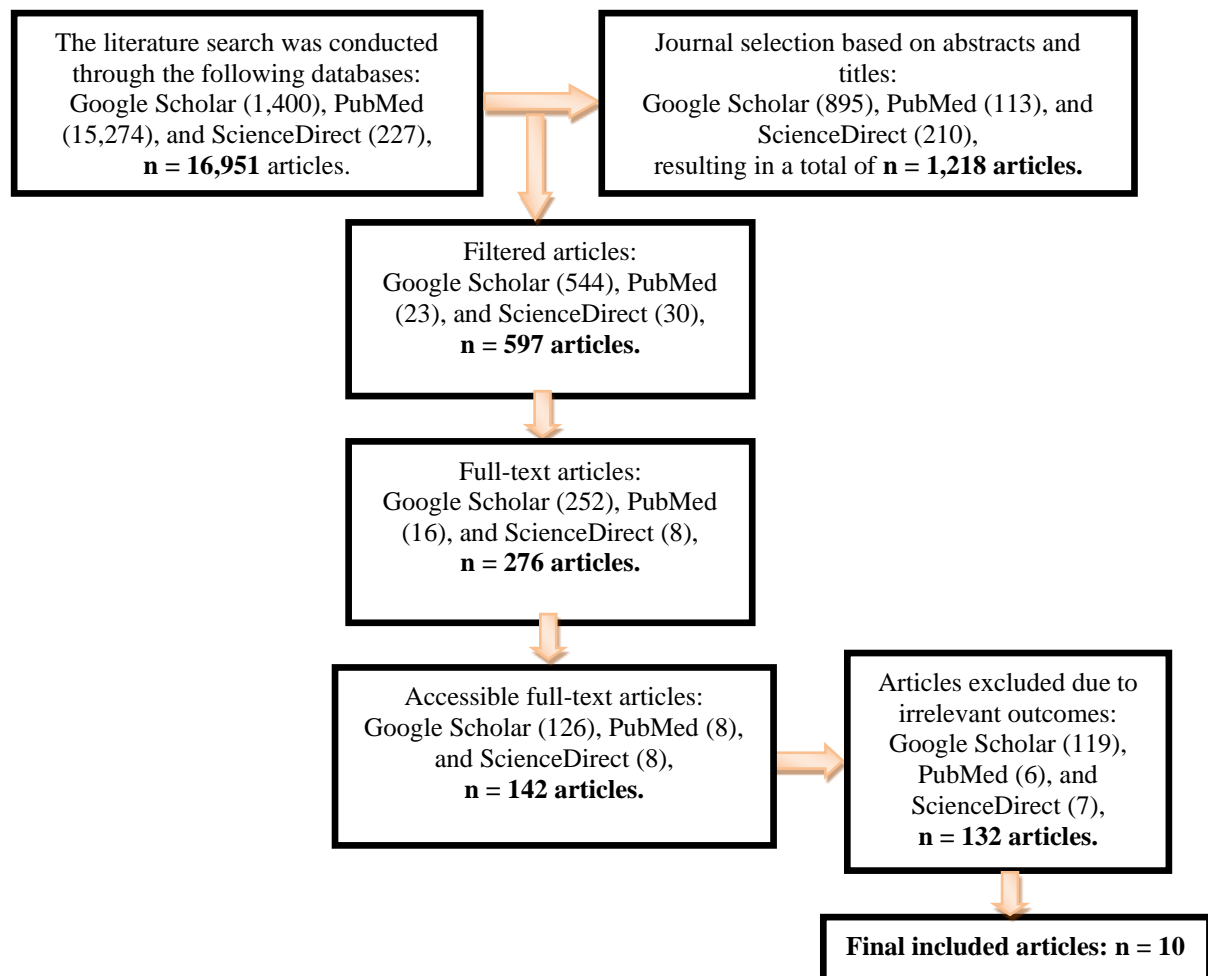 The literature search was conducted
through the following databases:
Google Scholar (1,400), PubMed
(15,274), and ScienceDirect (227),
n = 16,951 articles.
Journal selection based on abstracts and
titles:
Google Scholar (895), PubMed (113), and
ScienceDirect (210),
resulting in a total of n = 1,218 articles.
Filtered articles:
Google Scholar (544), PubMed
(23), and ScienceDirect (30),
n = 597 articles.
Full-text articles:
Google Scholar (252), PubMed
(16), and ScienceDirect (8),
n = 276 articles.
Accessible full-text articles:
Google Scholar (126), PubMed (8),
and ScienceDirect (8),
n = 142 articles.
Articles excluded due to
irrelevant outcomes:
Google Scholar (119),
PubMed (6), and
ScienceDirect (7),
n = 132 articles.
Final included articles: n = 10